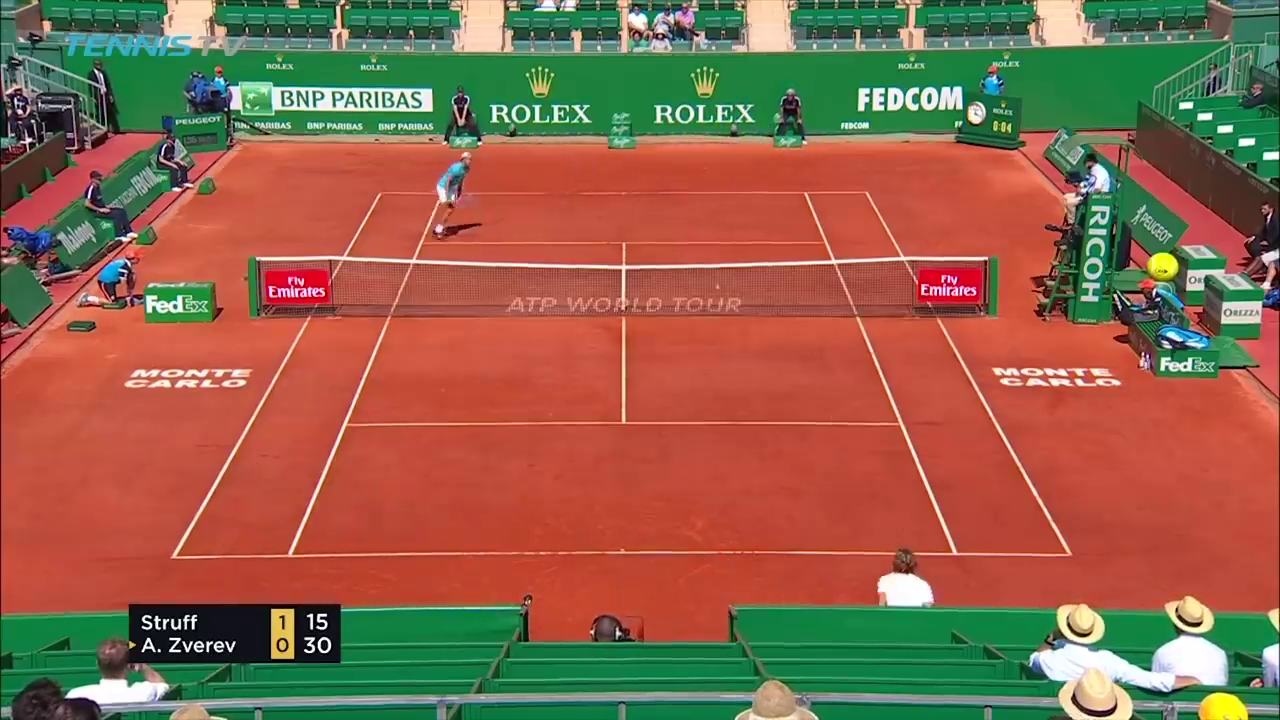 TENNISTV
ROLEX
ROLEX
ROLEX
ROLEX
BNP PARIBAS
ROLEX
ROLEX
FEDCOM
ROLEX
0:04
BNP PARIBAS
BNP PARIBAS
BNP PARIBAS
FEDCOM
PEUGEOT
PEUGEOT
RICOH
Fly
Emirates
Fly
Emirates
ATP WORLD TOUR
FedEx
OREZZA
FedEx
MONTE
CARLO
MONTE
CARLO
Struff 1 15
A. Zverev 0 30